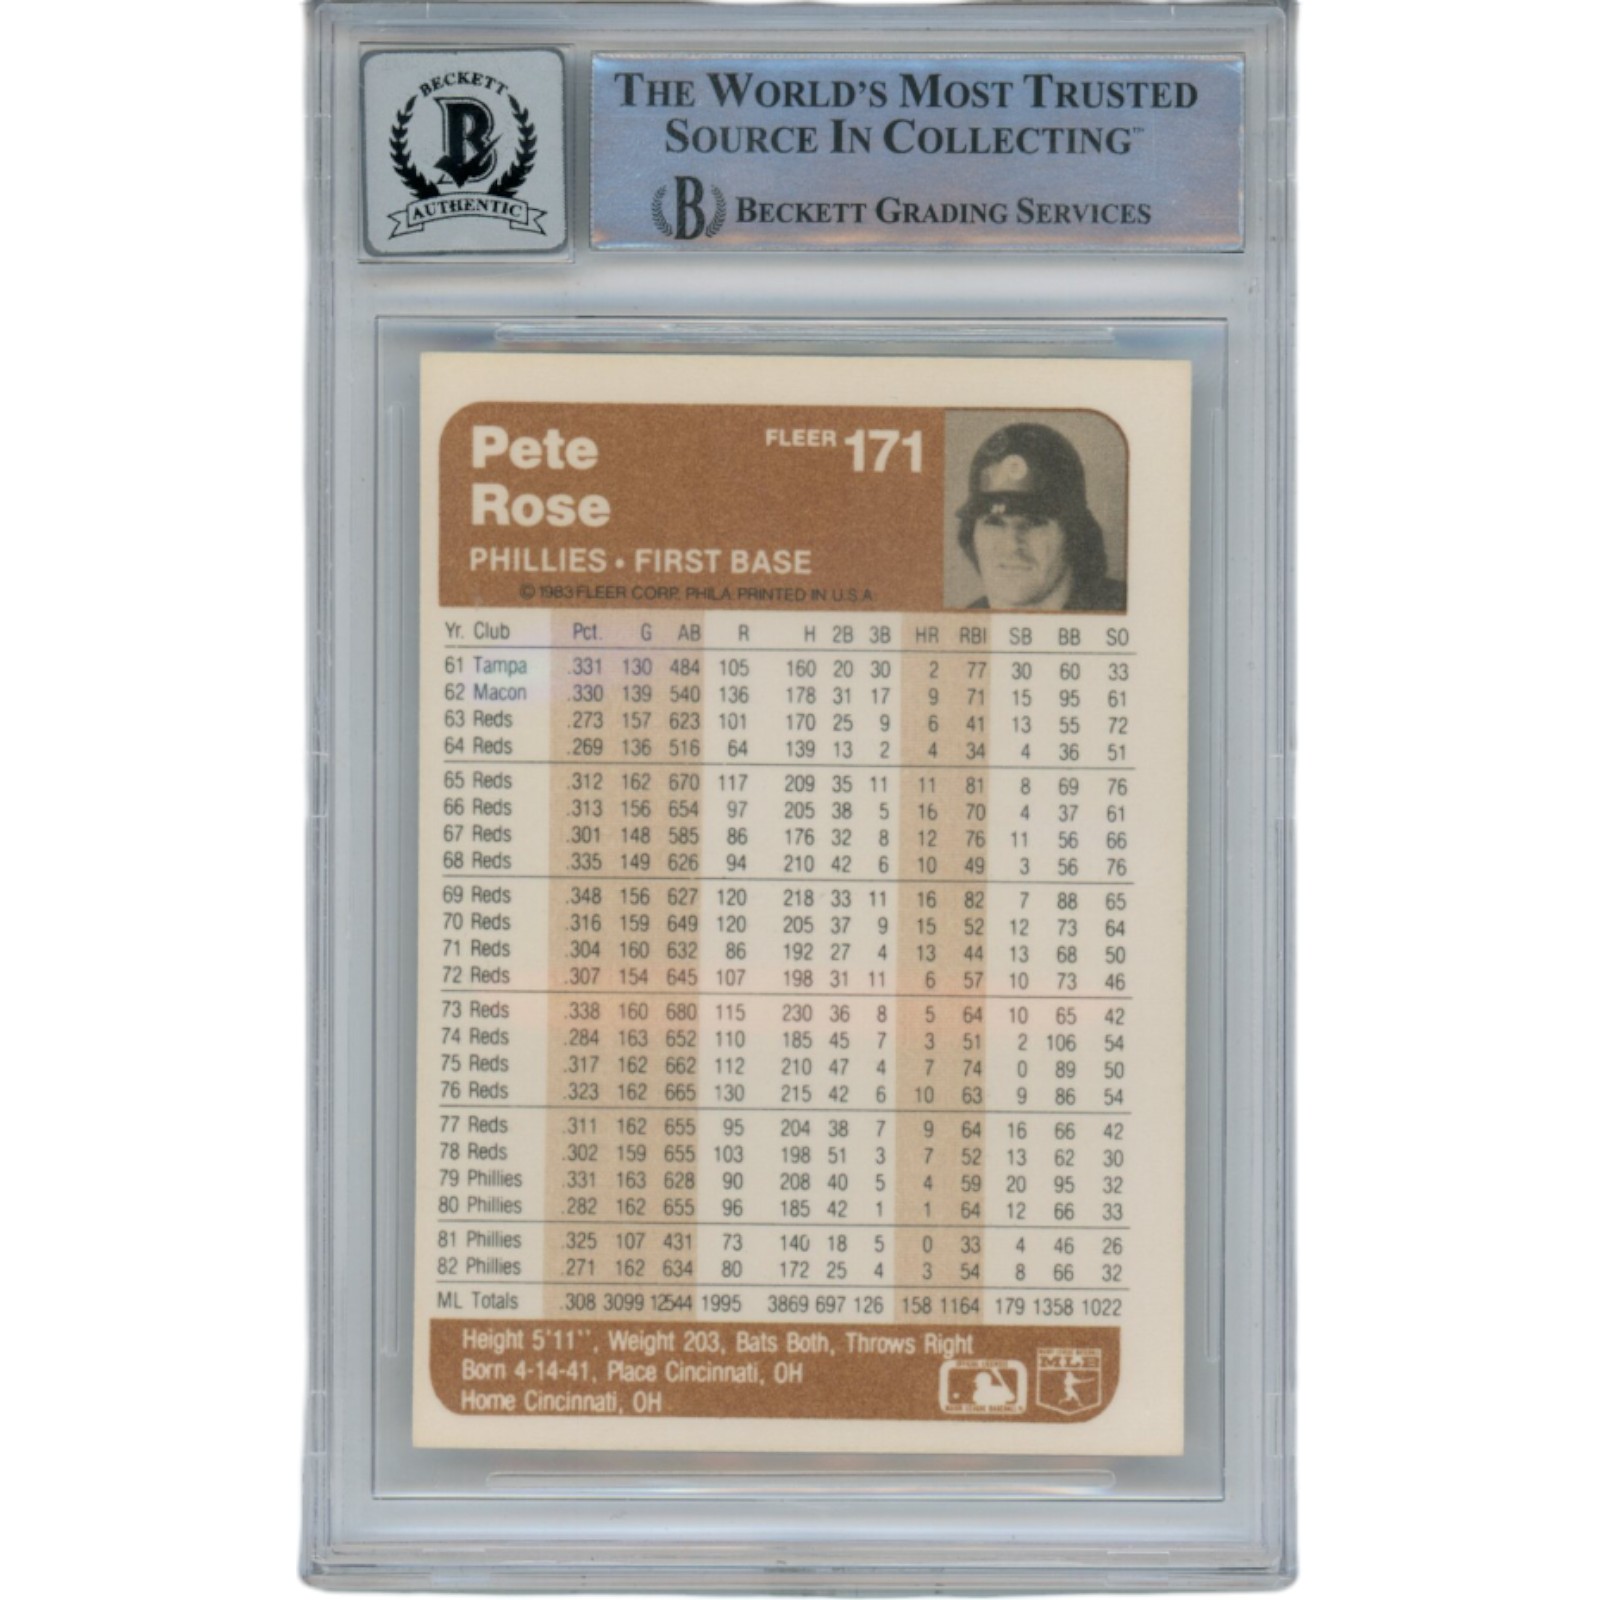 BECKETT
B
AUTHENTIC
THE WORLD'S MOST TRUSTED
SOURCE IN COLLECTING™
B BECKETT GRADING SERVICES
Pete
Rose
FLEER 171
PHILLIES • FIRST BASE
© 1983 FLEER CORP. PHILA. PRINTED IN U.S.A.
Yr. Club Pct. G AB R H 2B 3B HR RBI SB BB SO
61 Tampa .331 130 484 105 160 20 30 2 77 30 60 33
62 Macon .330 139 540 136 178 31 17 9 71 15 95 61
63 Reds .273 157 623 101 170 25 9 6 41 13 55 72
64 Reds .269 136 516 64 139 13 2 4 34 4 36 51
65 Reds .312 162 670 117 209 35 11 11 81 8 69 76
66 Reds .313 156 654 97 205 38 5 16 70 4 37 61
67 Reds .301 148 585 86 176 32 8 12 76 11 56 66
68 Reds .335 149 626 94 210 42 6 10 49 3 56 76
69 Reds .348 156 627 120 218 33 11 16 82 7 88 65
70 Reds .316 159 649 120 205 37 9 15 52 12 73 64
71 Reds .304 160 632 86 192 27 4 13 44 13 68 50
72 Reds .307 154 645 107 198 31 11 6 57 10 73 46
73 Reds .338 160 680 115 230 36 8 5 64 10 65 42
74 Reds .284 163 652 110 185 45 7 3 51 2 106 54
75 Reds .317 162 662 112 210 47 4 7 74 0 89 50
76 Reds .323 162 665 130 215 42 6 10 63 9 86 54
77 Reds .311 162 655 95 204 38 7 9 64 16 66 42
78 Reds .302 159 655 103 198 51 3 7 52 13 62 30
79 Phillies .331 163 628 90 208 40 5 4 59 20 95 32
80 Phillies .282 162 655 96 185 42 1 1 64 12 66 33
81 Phillies .325 107 431 73 140 18 5 0 33 4 46 26
82 Phillies .271 162 634 80 172 25 4 3 54 8 66 32
ML Totals .308 3099 12544 1995 3869 697 126 158 1164 179 1358 1022
Height 5'11'', Weight 203, Bats Both, Throws Right
Born 4-14-41, Place Cincinnati, OH
Home Cincinnati, OH
MLB